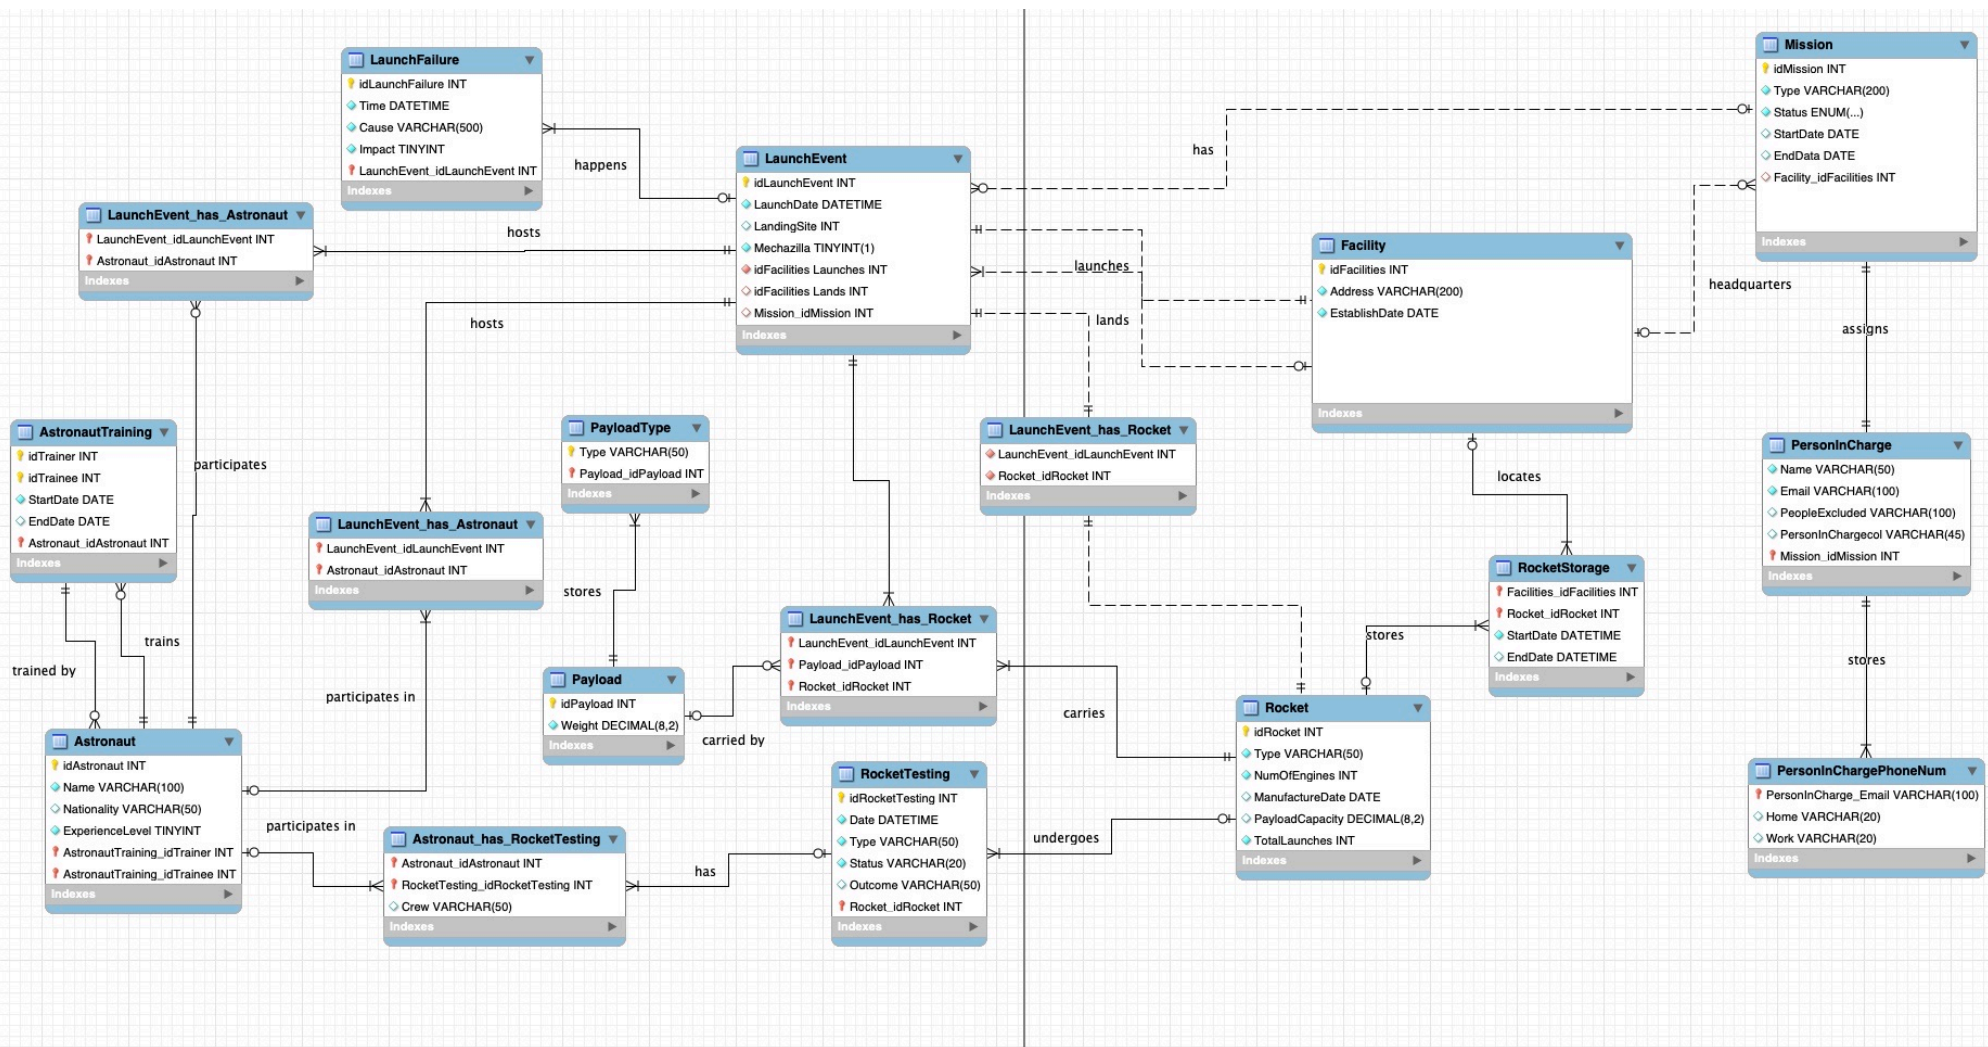 LaunchFailure
idLaunchFailure INT
Time DATETIME
Cause VARCHAR(500)
Impact TINYINT
LaunchEvent_idLaunchEvent INT
Indexes
happens
LaunchEvent_has_Astronaut
LaunchEvent_idLaunchEvent INT
Astronaut_idAstronaut INT
Indexes
hosts
LaunchEvent
idLaunchEvent INT
LaunchDate DATETIME
LandingSite INT
Mechazilla TINYINT(1)
idFacilities Launches INT
idFacilities Lands INT
Mission_idMission INT
Indexes
hosts
has
launches
lands
Mission
idMission INT
Type VARCHAR(200)
Status ENUM(...)
StartDate DATE
EndData DATE
Facility_idFacilities INT
Indexes
Facility
idFacilities INT
Address VARCHAR(200)
EstablishDate DATE
Indexes
headquarters
assigns
AstronautTraining
idTrainer INT
idTrainee INT
StartDate DATE
EndDate DATE
Astronaut_idAstronaut INT
Indexes
participates
PayloadType
Type VARCHAR(50)
Payload_idPayload INT
Indexes
LaunchEvent_has_Rocket
LaunchEvent_idLaunchEvent INT
Rocket_idRocket INT
Indexes
locates
PersonInCharge
Name VARCHAR(50)
Email VARCHAR(100)
PeopleExcluded VARCHAR(100)
PersonInChargecol VARCHAR(45)
Mission_idMission INT
Indexes
LaunchEvent_has_Astronaut
LaunchEvent_idLaunchEvent INT
Astronaut_idAstronaut INT
Indexes
stores
RocketStorage
Facilities_idFacilities INT
Rocket_idRocket INT
StartDate DATETIME
EndDate DATETIME
Indexes
stores
stores
trains
trained by
participates in
LaunchEvent_has_Rocket
LaunchEvent_idLaunchEvent INT
Payload_idPayload INT
Rocket_idRocket INT
Indexes
Payload
idPayload INT
Weight DECIMAL(8,2)
Indexes
carried by
carries
Rocket
idRocket INT
Type VARCHAR(50)
NumOfEngines INT
ManufactureDate DATE
PayloadCapacity DECIMAL(8,2)
TotalLaunches INT
Indexes
Astronaut
idAstronaut INT
Name VARCHAR(100)
Nationality VARCHAR(50)
ExperienceLevel TINYINT
AstronautTraining_idTrainer INT
AstronautTraining_idTrainee INT
Indexes
participates in
Astronaut_has_RocketTesting
Astronaut_idAstronaut INT
RocketTesting_idRocketTesting INT
Crew VARCHAR(50)
Indexes
has
RocketTesting
idRocketTesting INT
Date DATETIME
Type VARCHAR(50)
Status VARCHAR(20)
Outcome VARCHAR(50)
Rocket_idRocket INT
Indexes
undergoes
PersonInChargePhoneNum
PersonInCharge_Email VARCHAR(100)
Home VARCHAR(20)
Work VARCHAR(20)
Indexes